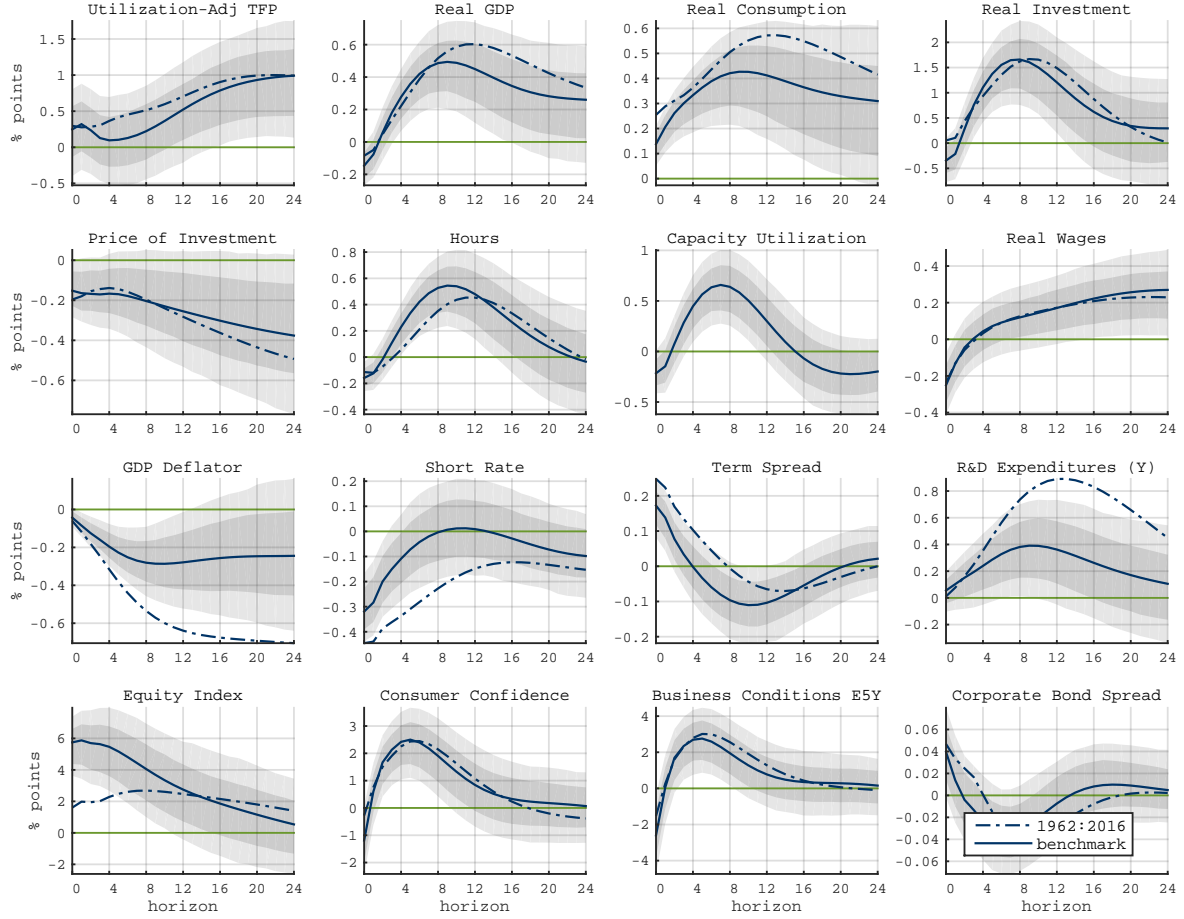 Utilization-Adj TFP
Real GDP
Real Consumption
Real Investment
% points
1.5
1
0.5
0
-0.5
0 4 8 12 16 20 24
0.6
0.4
0.2
0
-0.2
0 4 8 12 16 20 24
0.6
0.5
0.4
0.3
0.2
0.1
0
0 4 8 12 16 20 24
2
1.5
1
0.5
0
-0.5
0 4 8 12 16 20 24
Price of Investment
Hours
Capacity Utilization
Real Wages
% points
0
-0.2
-0.4
-0.6
0 4 8 12 16 20 24
0.8
0.6
0.4
0.2
0
-0.2
-0.4
0 4 8 12 16 20 24
1
0.5
0
-0.5
0 4 8 12 16 20 24
0.4
0.2
0
-0.2
-0.4
0 4 8 12 16 20 24
GDP Deflator
Short Rate
Term Spread
R&D Expenditures (Y)
% points
0
-0.2
-0.4
-0.6
0 4 8 12 16 20 24
0.2
0.1
0
-0.1
-0.2
-0.3
-0.4
0 4 8 12 16 20 24
0.2
0.1
0
-0.1
-0.2
0 4 8 12 16 20 24
0.8
0.6
0.4
0.2
0
-0.2
0 4 8 12 16 20 24
Equity Index
Consumer Confidence
Business Conditions E5Y
Corporate Bond Spread
% points
6
4
2
0
-2
0 4 8 12 16 20 24
horizon
3
2
1
0
-1
-2
0 4 8 12 16 20 24
horizon
4
2
0
-2
-4
0 4 8 12 16 20 24
horizon
0.06
0.04
0.02
0
-0.02
-0.04
-0.06
0 4 8 12 16 20 24
horizon
1962:2016
benchmark